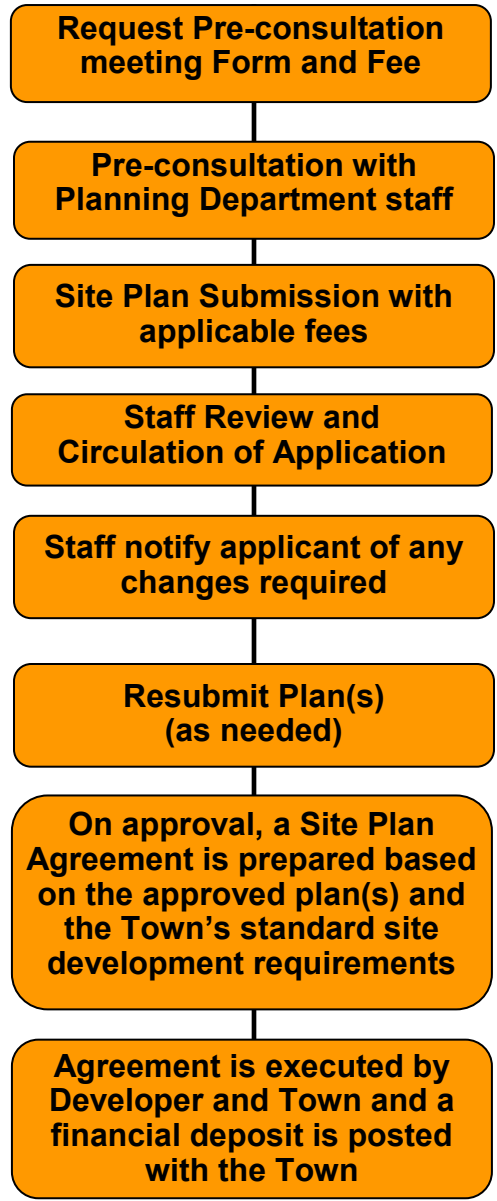 Request Pre-consultation
meeting Form and Fee
Pre-consultation with
Planning Department staff
Site Plan Submission with
applicable fees
Staff Review and
Circulation of Application
Staff notify applicant of any
changes required
Resubmit Plan(s)
(as needed)
On approval, a Site Plan
Agreement is prepared based
on the approved plan(s) and
the Town’s standard site
development requirements
Agreement is executed by
Developer and Town and a
financial deposit is posted
with the Town